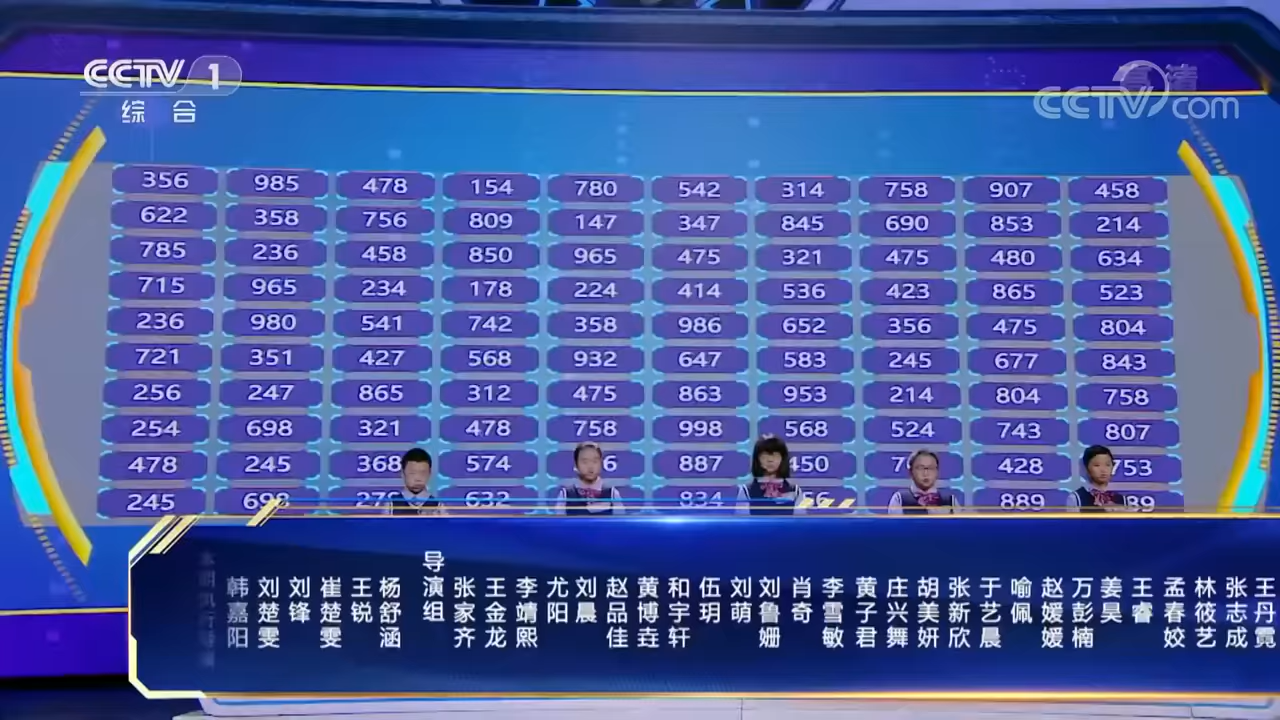 CCTV 1
综合
CCTV com
356 985 478 154 780 542 314 758 907 458
622 358 756 809 147 347 845 690 853 214
785 236 458 850 965 475 321 475 480 634
715 965 234 178 224 414 536 423 865 523
236 980 541 742 358 986 652 356 475 804
721 351 427 568 932 647 583 245 677 843
256 247 865 312 475 863 953 214 804 758
254 698 321 478 758 998 568 524 743 807
478 245 368 574 887 450 428 753
245 632 834 889
韩嘉阳
刘楚雯
刘锋
崔楚雯
王锐
杨舒涵
导演组
张家齐
王金龙
李靖熙
尤阳
刘晨
赵品佳
黄博垚
和宇轩
伍玥
刘萌
刘鲁姗
肖奇
李雪敏
黄子君
庄兴舞
胡美妍
张新欣
于艺晨
喻佩
赵媛媛
万彭楠
姜昊
王睿
孟春姣
林筱艺
张志成
王丹霓